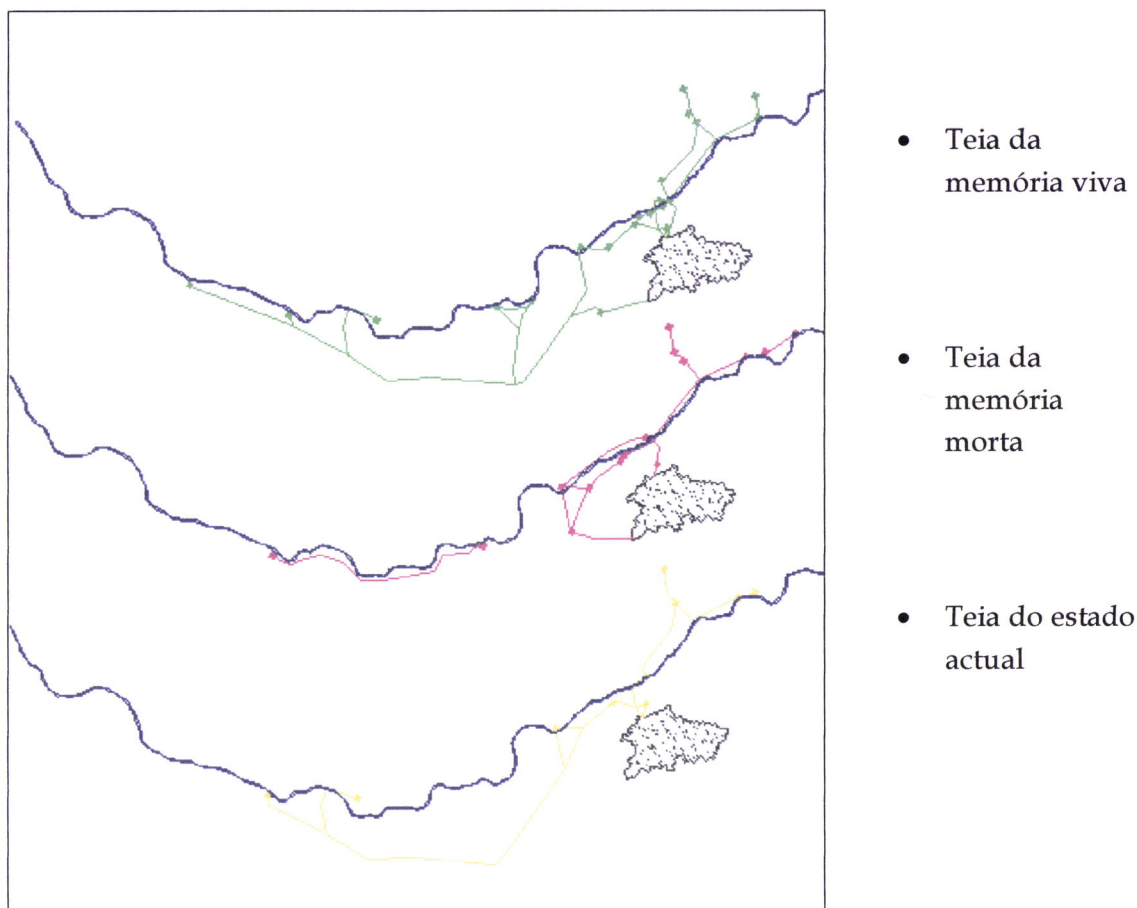 • Teia da
memória viva
• Teia da
memória
morta
• Teia do estado
actual